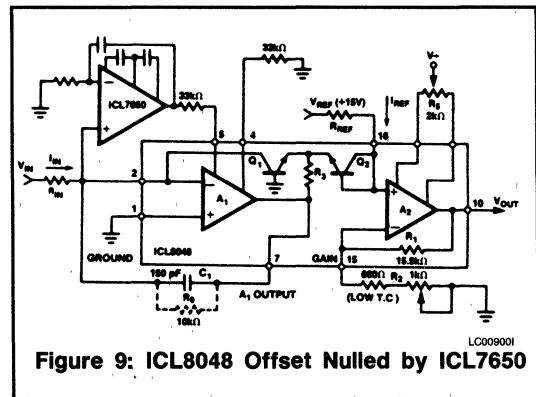 33kΩ
V-
−
ICL7650
+
33kΩ
VREF (+15V)
IREF
R5
2kΩ
RREF
5
4
16
IIN
VIN
RIN
2
Q1
Q2
R3
−
A1
+
+
A2
−
10
VOUT
1
R1
15.9kΩ
GROUND
ICL8048
7
GAIN
15
150 pF
C1
680Ω
R2
1kΩ
A1 OUTPUT
(LOW T.C.)
10kΩ
LC00900I
Figure 9: ICL8048 Offset Nulled by ICL7650